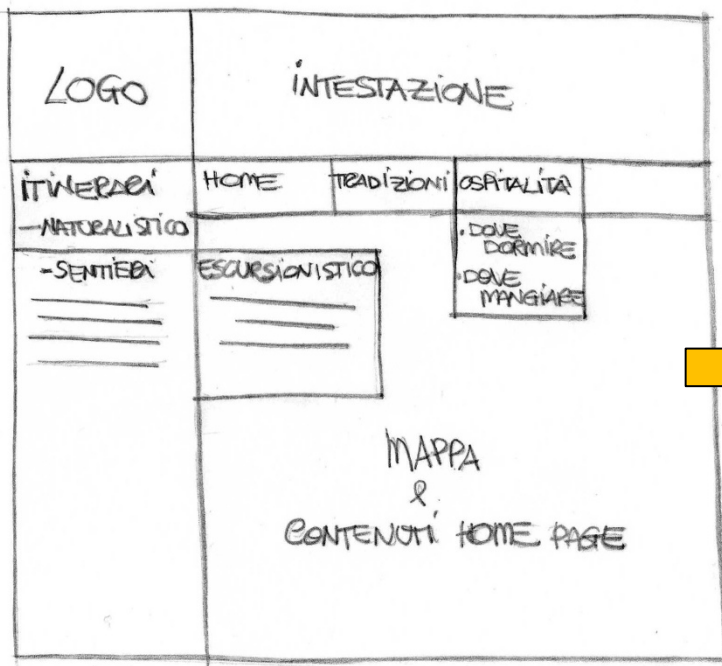 LOGO
INTESTAZIONE
ITINERARI
-NATURALISTICO
HOME
TRADIZIONI
OSPITALITÀ
• DOVE
DORMIRE
• DOVE
MANGIARE
-SENTIERI
ESCURSIONISTICO
MAPPA
&
CONTENUTI HOME PAGE